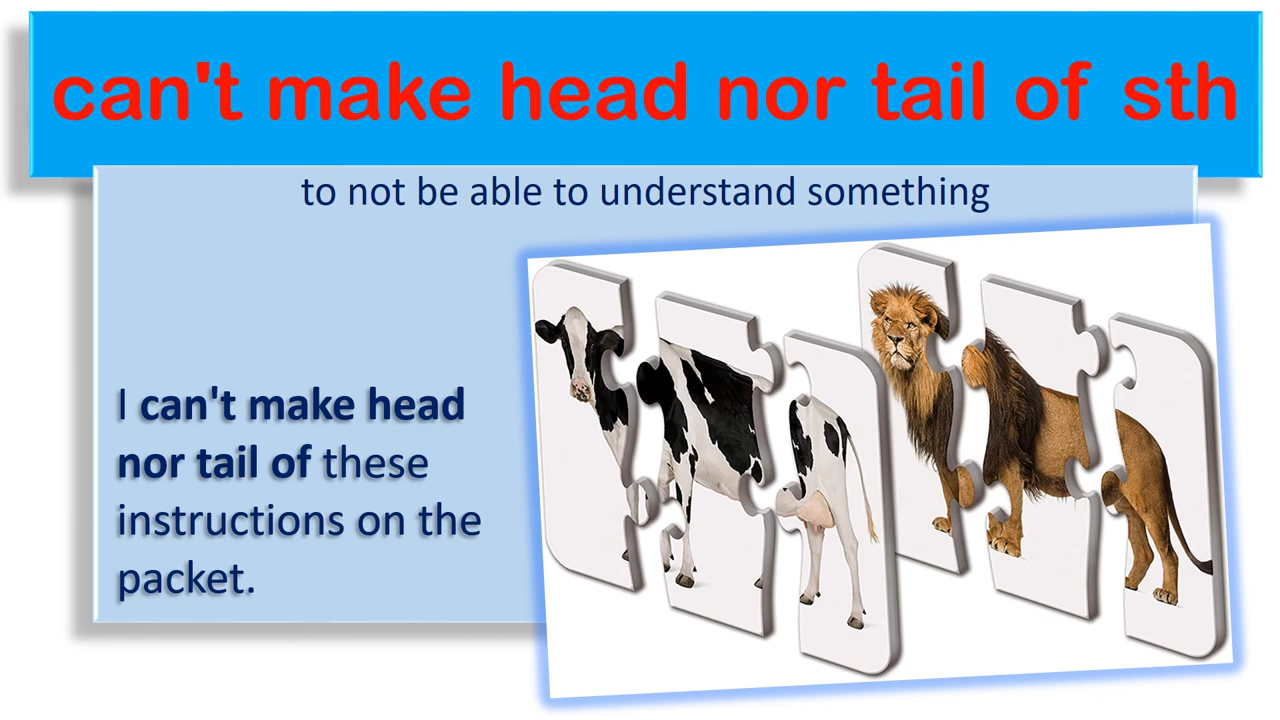 can't make head nor tail of sth
to not be able to understand something
I can't make head
nor tail of these
instructions on the
packet.